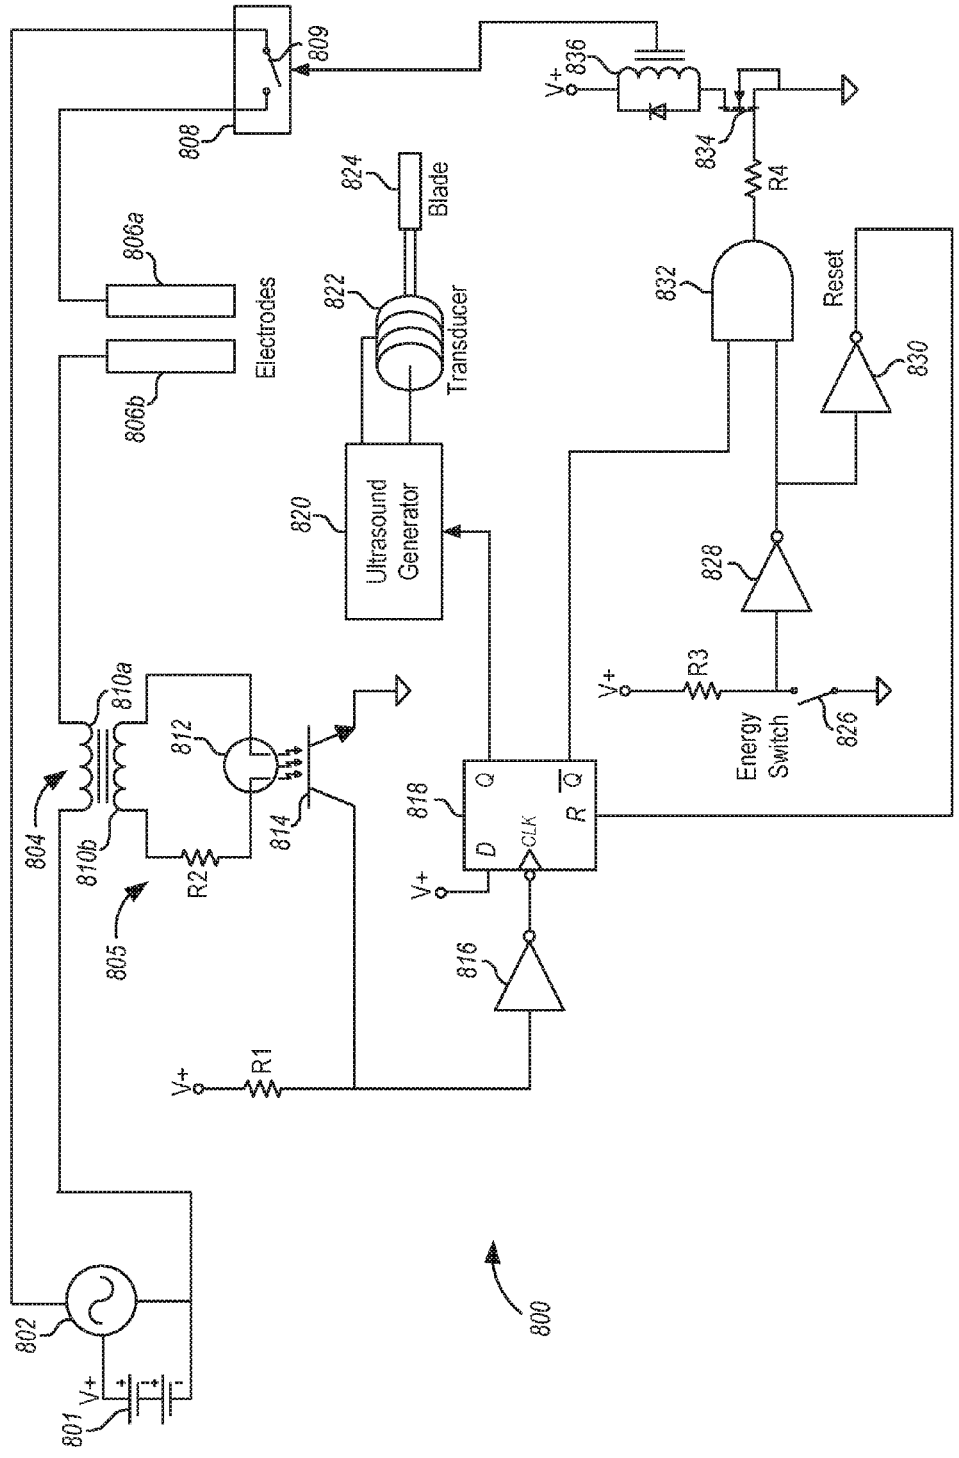 801
V+
+
-
+
-
802
804
810a
810b
805
R2
812
814
V+
R1
806a
806b
Electrodes
808
809
816
V+
818
D
Q
CLK
R
Q
820
Ultrasound
Generator
822
Transducer
824
Blade
V+
R3
Energy
Switch
826
828
830
Reset
832
R4
834
V+
836
800